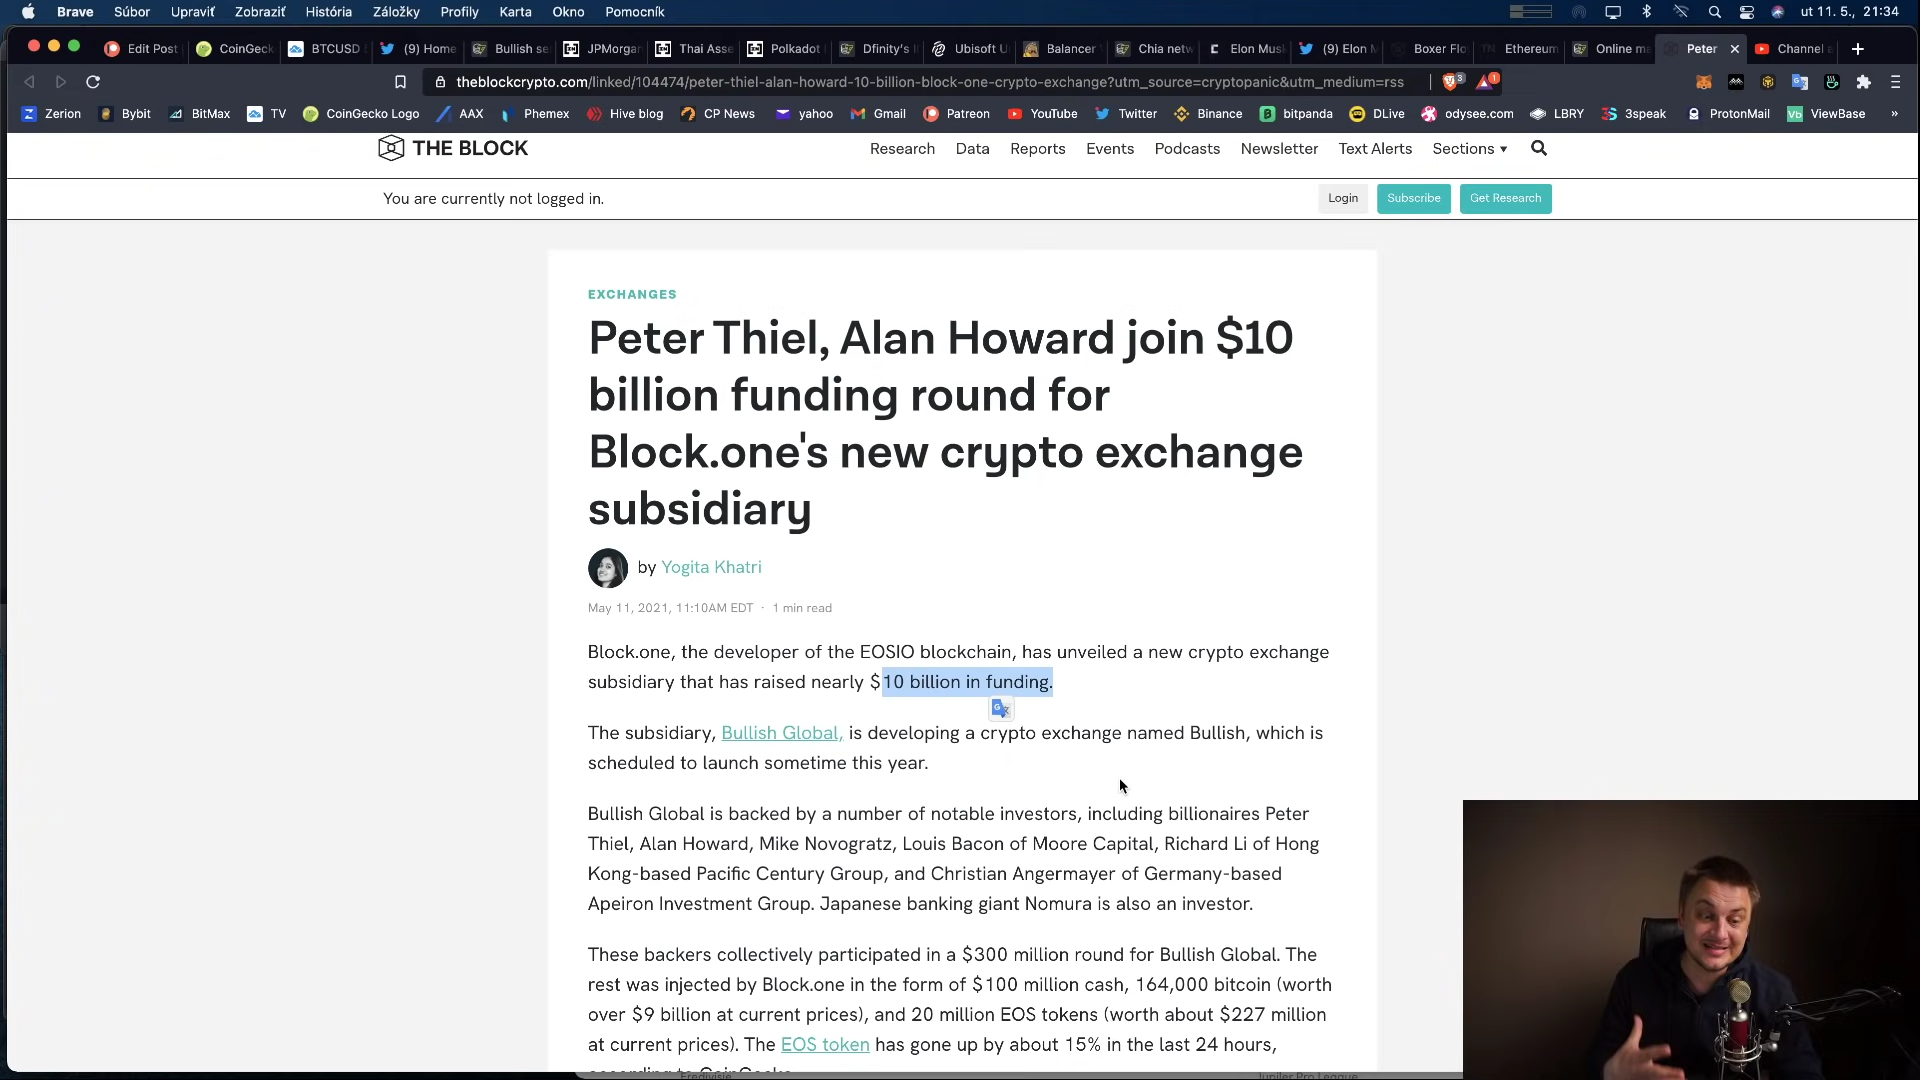 Brave Súbor Upraviť Zobraziť História Záložky Profily Karta Okno Pomocník ut 11. 5., 21:34
Edit Post CoinGeck BTCUSD (9) Home Bullish se JPMorga Thai Asse Polkadot Dfinity's I Ubisoft U Balancer Chia netw Elon Musk (9) Elon M Boxer Flo Ethereum Online ma Peter Channel a
theblockcrypto.com/linked/104474/peter-thiel-alan-howard-10-billion-block-one-crypto-exchange?utm_source=cryptopanic&utm_medium=rss 3 1
Zerion Bybit BitMax TV CoinGecko Logo AAX Phemex Hive blog CP News yahoo Gmail Patreon YouTube Twitter Binance bitpanda DLive odysee.com LBRY 3speak ProtonMail ViewBase »
THE BLOCK Research Data Reports Events Podcasts Newsletter Text Alerts Sections
You are currently not logged in. Login Subscribe Get Research
EXCHANGES
Peter Thiel, Alan Howard join $10
billion funding round for
Block.one's new crypto exchange
subsidiary
by Yogita Khatri
May 11, 2021, 11:10AM EDT · 1 min read
Block.one, the developer of the EOSIO blockchain, has unveiled a new crypto exchange
subsidiary that has raised nearly $10 billion in funding.
The subsidiary, Bullish Global, is developing a crypto exchange named Bullish, which is
scheduled to launch sometime this year.
Bullish Global is backed by a number of notable investors, including billionaires Peter
Thiel, Alan Howard, Mike Novogratz, Louis Bacon of Moore Capital, Richard Li of Hong
Kong-based Pacific Century Group, and Christian Angermayer of Germany-based
Apeiron Investment Group. Japanese banking giant Nomura is also an investor.
These backers collectively participated in a $300 million round for Bullish Global. The
rest was injected by Block.one in the form of $100 million cash, 164,000 bitcoin (worth
over $9 billion at current prices), and 20 million EOS tokens (worth about $227 million
at current prices). The EOS token has gone up by about 15% in the last 24 hours,
according to CoinGecko.